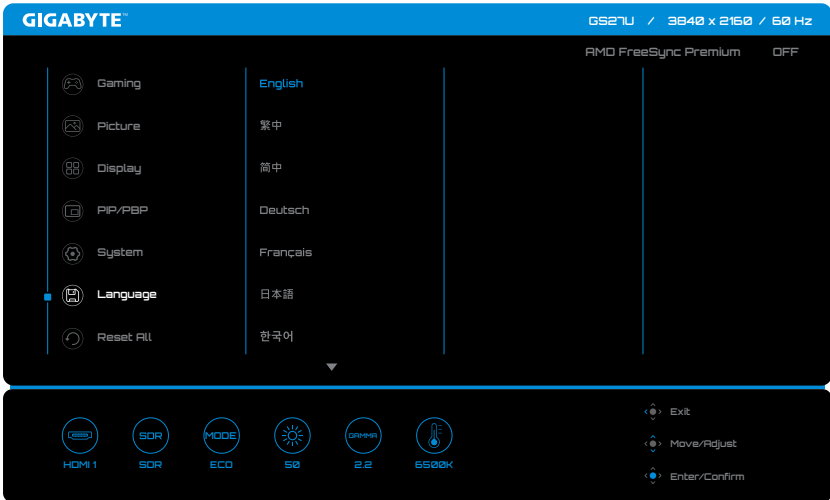 GIGABYTE™
GS27U / 3840 x 2160 / 60 Hz
AMD FreeSync Premium OFF
Gaming
Picture
Display
PIP/PBP
System
Language
Reset All
English
繁中
简中
Deutsch
Français
日本語
한국어
SDR
MODE
GAMMA
HDMI 1
SDR
ECO
50
2.2
6500K
Exit
Move/Adjust
Enter/Confirm